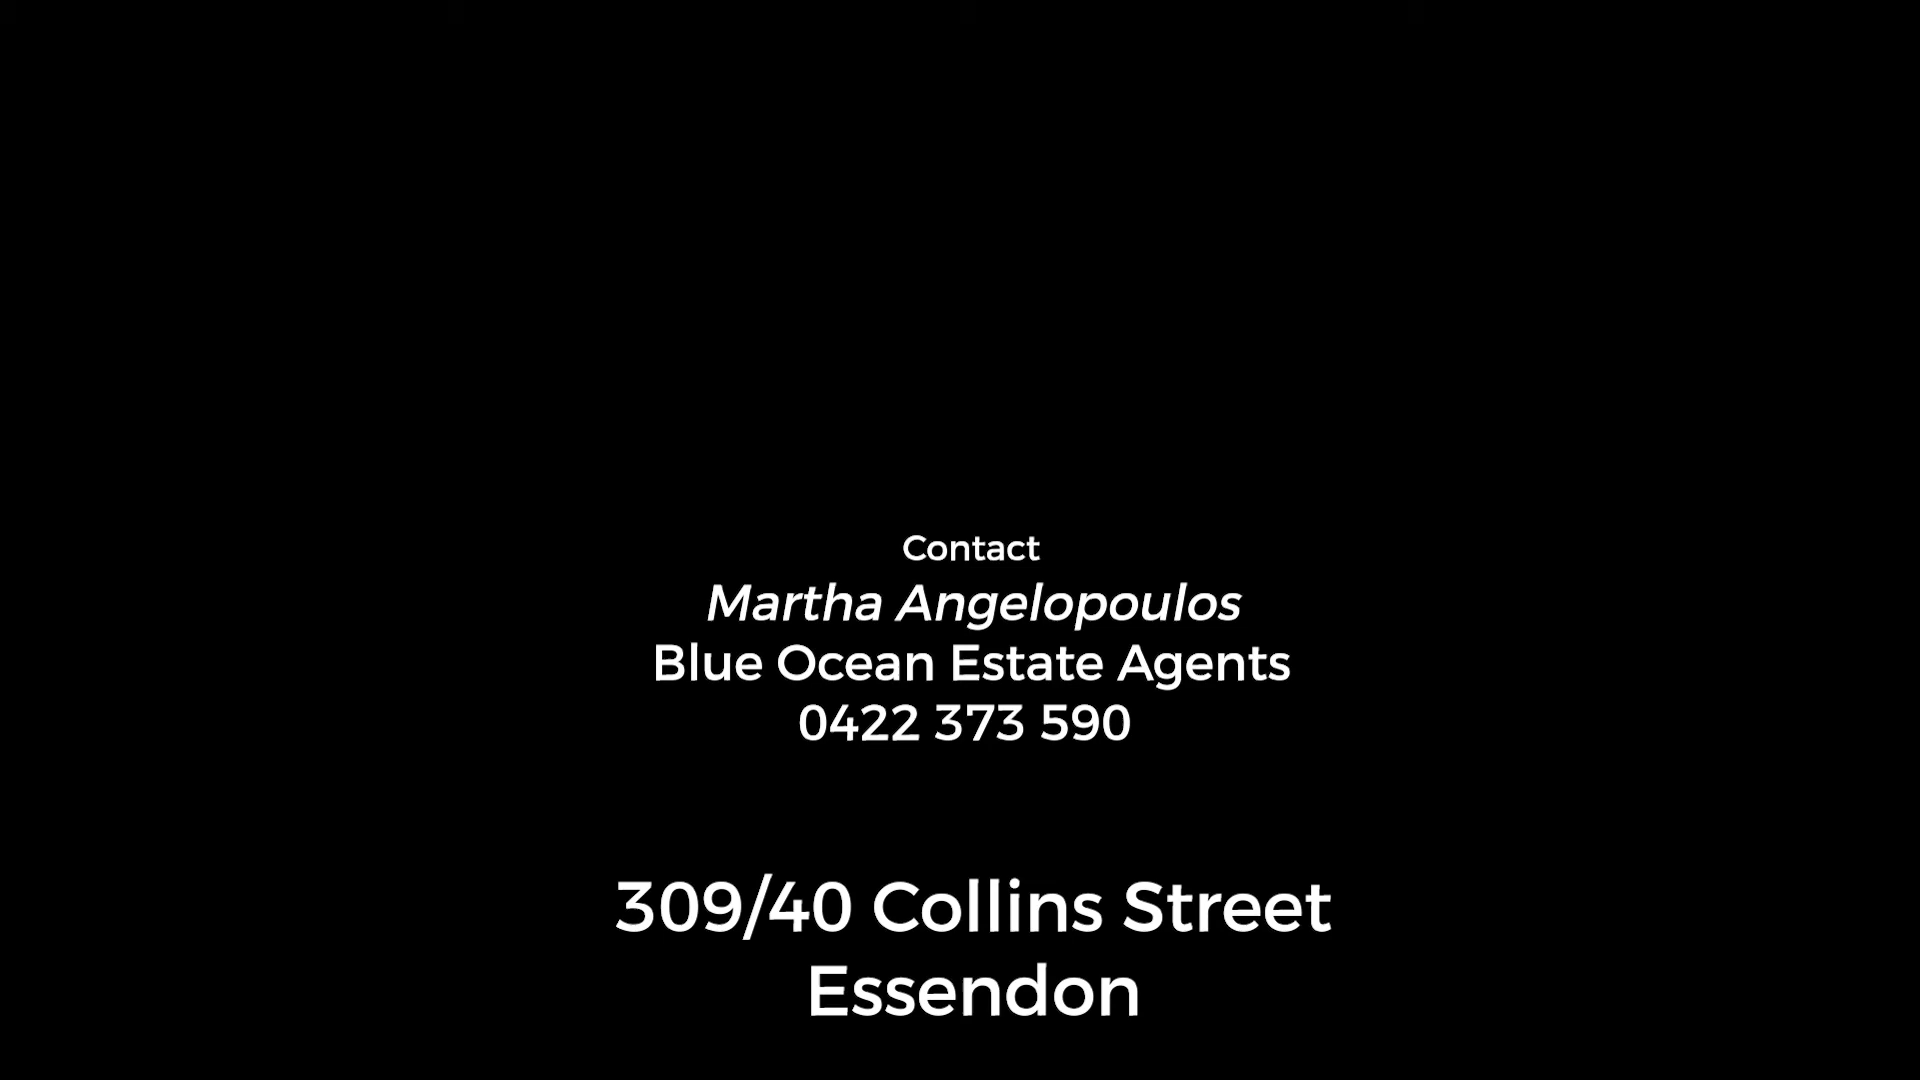 Contact
Martha Angelopoulos
Blue Ocean Estate Agents
0422 373 590
309/40 Collins Street
Essendon